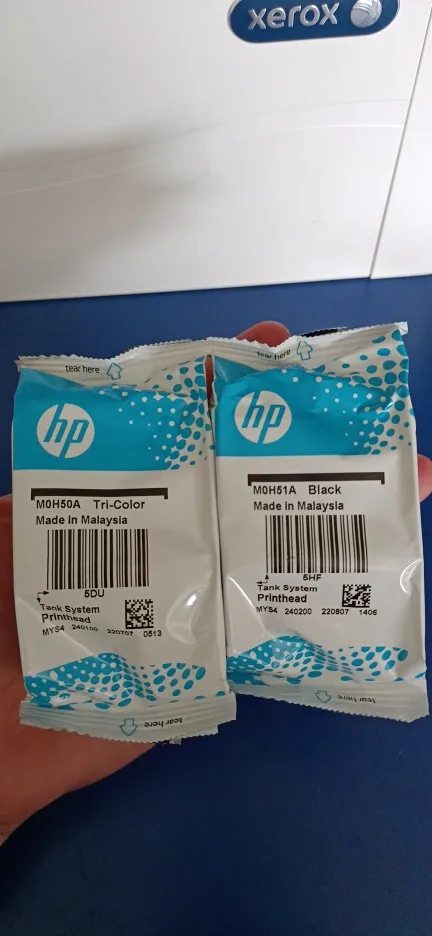 xerox
tear here
hp
M0H50A Tri-Color
Made in Malaysia
5DU
Tank System
Printhead
MYS4 240100 220707 0513
tear here
tear here
hp
M0H51A Black
Made in Malaysia
5HF
Tank System
Printhead
MYS4 240200 220607 1406
tear here